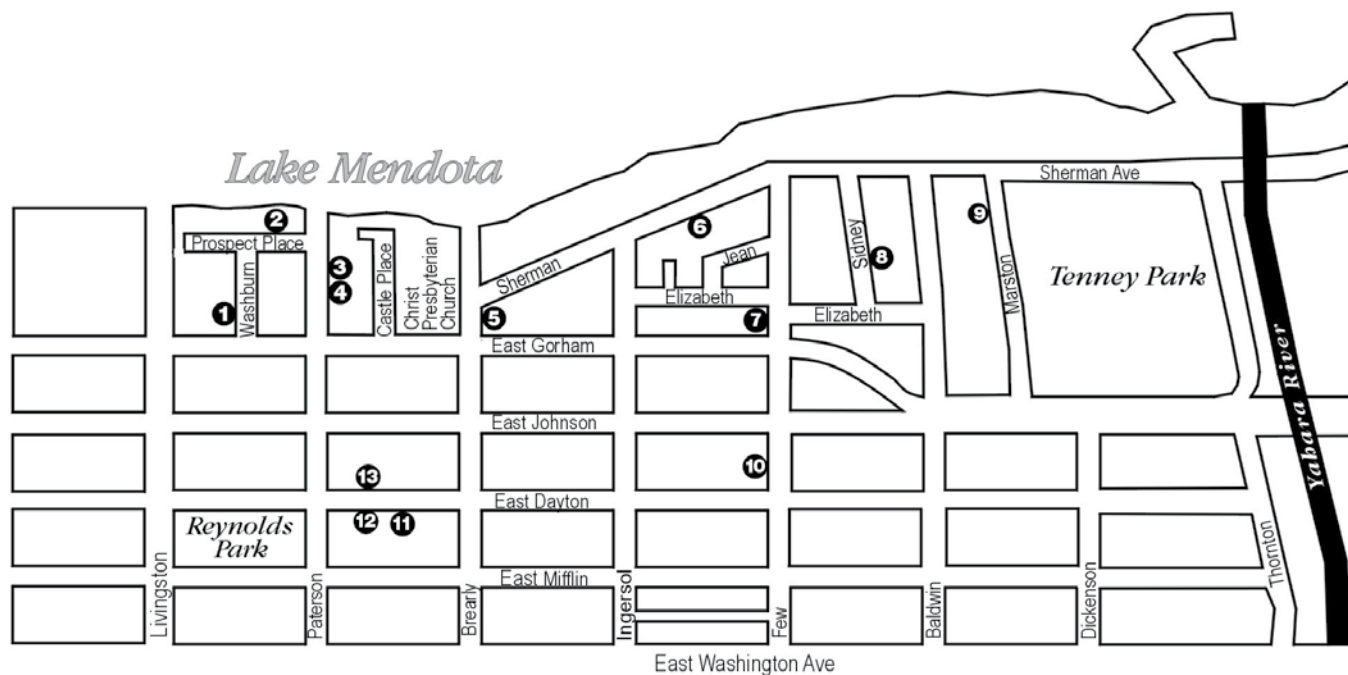 Lake Mendota
Sherman Ave
2
9
Prospect Place
6
3
Castle Place
Christ
Presbyterian
Church
Sherman
Jean
Sidney
8
Marston
Tenney Park
1
Washburn
4
5
Elizabeth
7
Elizabeth
East Gorham
Yahara River
East Johnson
13
10
East Dayton
Reynolds
Park
12
11
Livingston
Paterson
Brearly
East Mifflin
Ingersol
Few
Baldwin
Dickenson
Thornton
East Washington Ave